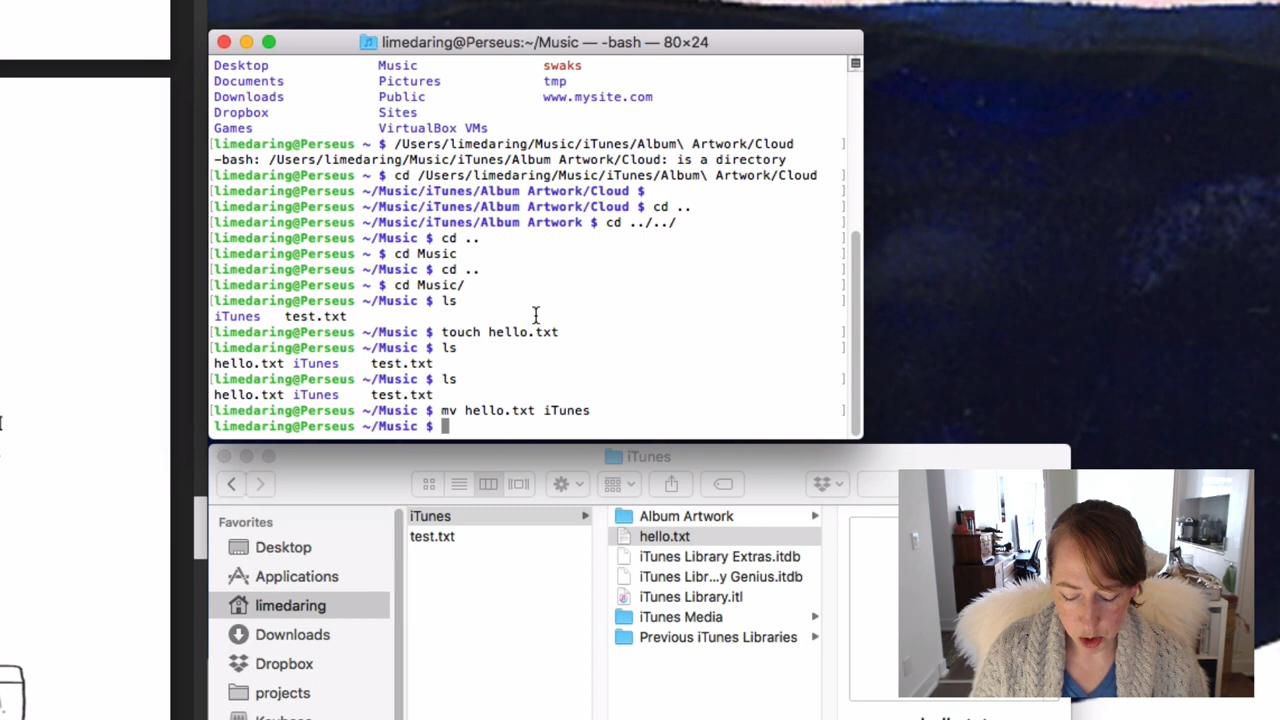 limedaring@Perseus:~/Music — -bash — 80×24
Desktop Music swaks
Documents Pictures tmp
Downloads Public www.mysite.com
Dropbox Sites
Games VirtualBox VMs
[limedaring@Perseus ~ $ /Users/limedaring/Music/iTunes/Album\ Artwork/Cloud ]
-bash: /Users/limedaring/Music/iTunes/Album Artwork/Cloud: is a directory
[limedaring@Perseus ~ $ cd /Users/limedaring/Music/iTunes/Album\ Artwork/Cloud ]
[limedaring@Perseus ~/Music/iTunes/Album Artwork/Cloud $ ]
[limedaring@Perseus ~/Music/iTunes/Album Artwork/Cloud $ cd .. ]
[limedaring@Perseus ~/Music/iTunes/Album Artwork $ cd ../../ ]
[limedaring@Perseus ~/Music $ cd .. ]
[limedaring@Perseus ~ $ cd Music ]
[limedaring@Perseus ~/Music $ cd .. ]
[limedaring@Perseus ~ $ cd Music/ ]
[limedaring@Perseus ~/Music $ ls ]
iTunes test.txt
[limedaring@Perseus ~/Music $ touch hello.txt ]
[limedaring@Perseus ~/Music $ ls ]
hello.txt iTunes test.txt
[limedaring@Perseus ~/Music $ ls ]
hello.txt iTunes test.txt
[limedaring@Perseus ~/Music $ mv hello.txt iTunes ]
limedaring@Perseus ~/Music $
iTunes
Favorites
Desktop
Applications
limedaring
Downloads
Dropbox
projects
iTunes
test.txt
Album Artwork
hello.txt
iTunes Library Extras.itdb
iTunes Libr...y Genius.itdb
iTunes Library.itl
iTunes Media
Previous iTunes Libraries